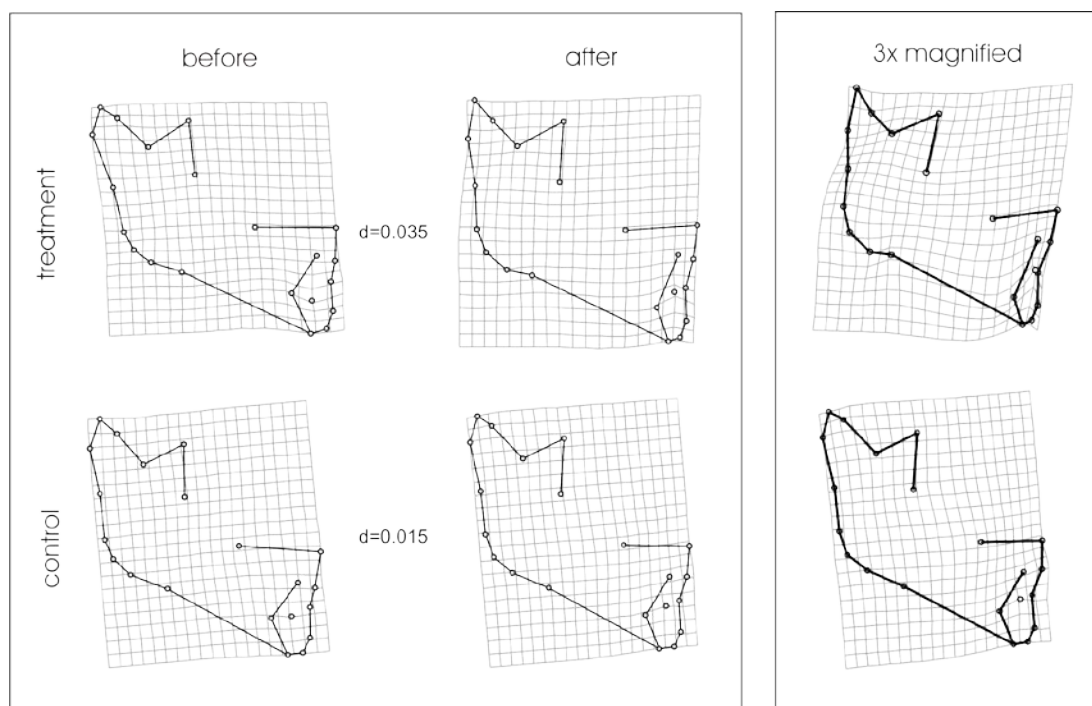 before
after
3x magnified
treatment
d=0.035
control
d=0.015